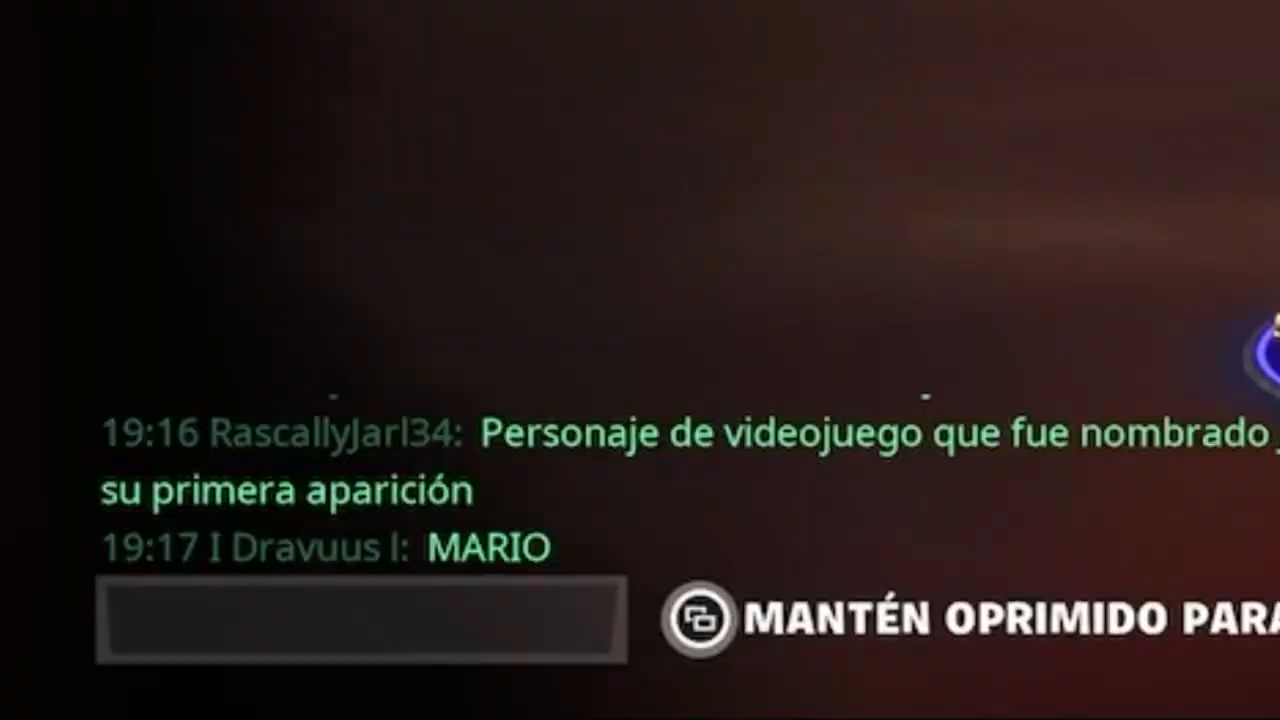 19:16 RascallyJarl34: Personaje de videojuego que fue nombrado
su primera aparición
19:17 I Dravuus l: MARIO
MANTÉN OPRIMIDO PARA